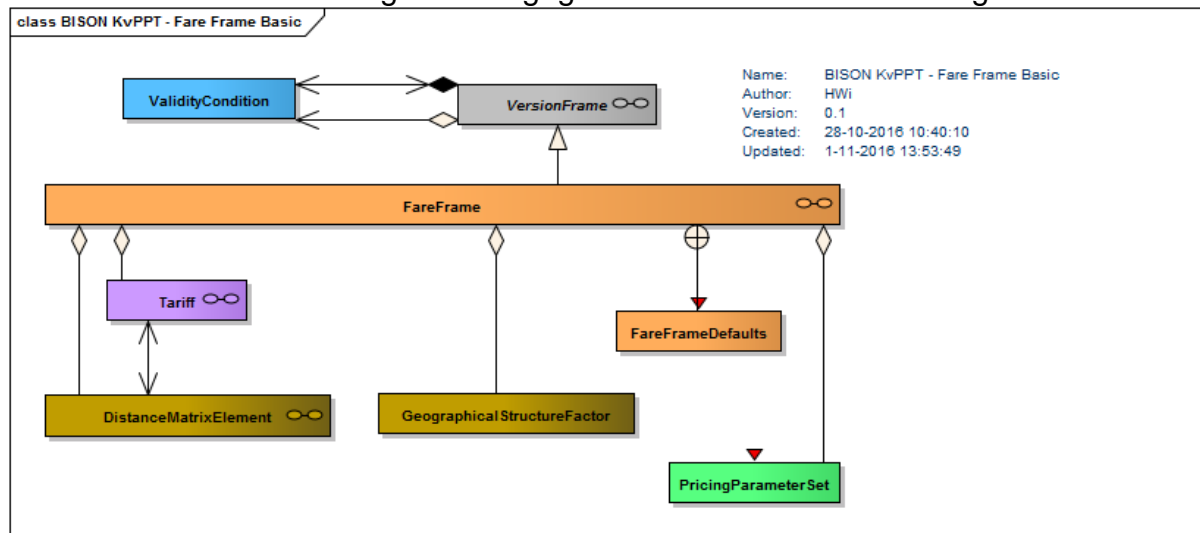 class BISON KvPPT - Fare Frame Basic
ValidityCondition
VersionFrame
Name: BISON KvPPT - Fare Frame Basic
Author: HWi
Version: 0.1
Created: 28-10-2016 10:40:10
Updated: 1-11-2016 13:53:49
FareFrame
Tariff
FareFrameDefaults
DistanceMatrixElement
GeographicalStructureFactor
PricingParameterSet